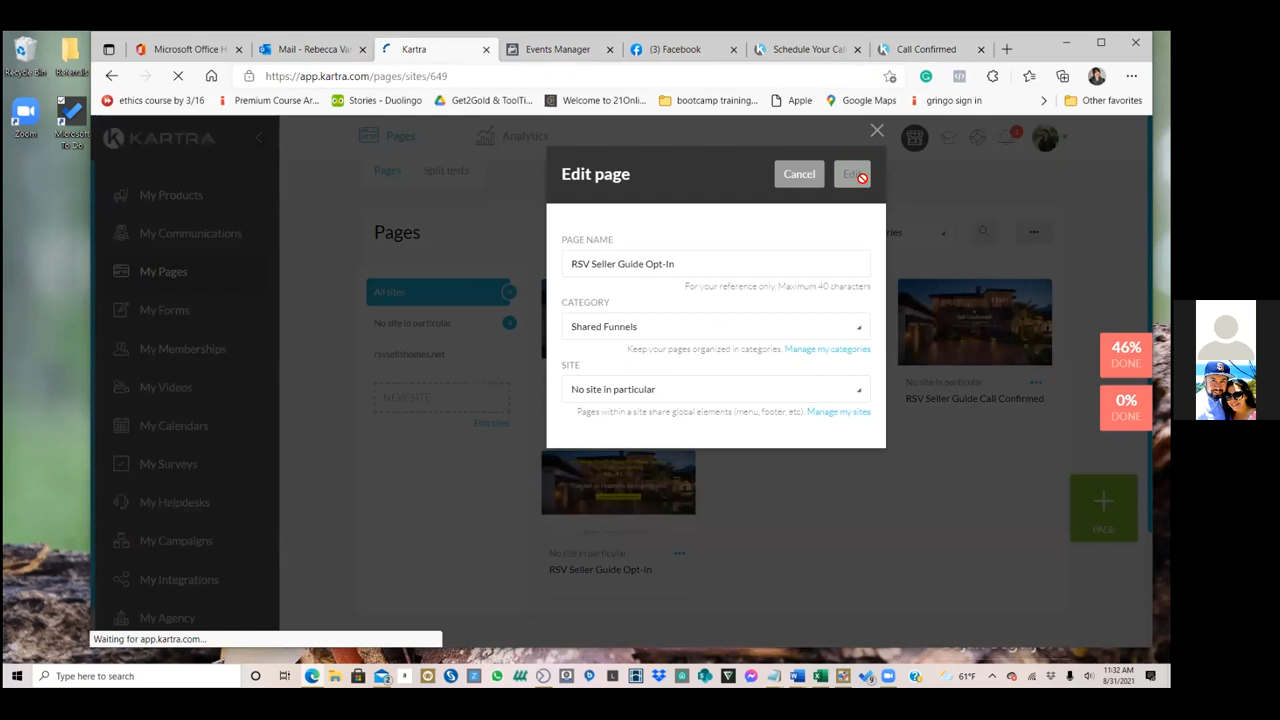 Recycle Bin
Referrals
Zoom
Microsoft To Do
Microsoft Office H
Mail - Rebecca Va
Kartra
Events Manager
(3) Facebook
Schedule Your Cal
Call Confirmed
https://app.kartra.com/pages/sites/649
ethics course by 3/16
Premium Course Ar...
Stories - Duolingo
Get2Gold & ToolTi...
Welcome to 21Onli...
bootcamp training...
Apple
Google Maps
gringo sign in
Other favorites
KARTRA
My Products
My Communications
My Pages
My Forms
My Memberships
My Videos
My Calendars
My Surveys
My Helpdesks
My Campaigns
My Integrations
My Agency
Pages
Analytics
1
Pages
Split tests
Pages
All sites
4
No site in particular
4
rsvsellshomes.net
NEW SITE
Edit sites
Edit page
Cancel
Edit
PAGE NAME
RSV Seller Guide Opt-In
For your reference only. Maximum 40 characters
CATEGORY
Shared Funnels
Keep your pages organized in categories. Manage my categories
SITE
No site in particular
Pages within a site share global elements (menu, footer, etc). Manage my sites
No site in particular
RSV Seller Guide Call Confirmed
No site in particular
RSV Seller Guide Opt-In
46%
DONE
0%
DONE
PAGE
Waiting for app.kartra.com...
Type here to search
61°F
11:32 AM
8/31/2021